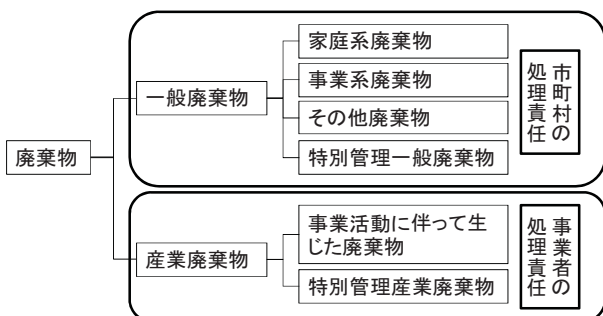 廃棄物
一般廃棄物
家庭系廃棄物
事業系廃棄物
その他廃棄物
特別管理一般廃棄物
市町村の
処理責任
産業廃棄物
事業活動に伴って生
じた廃棄物
特別管理産業廃棄物
事業者の
処理責任